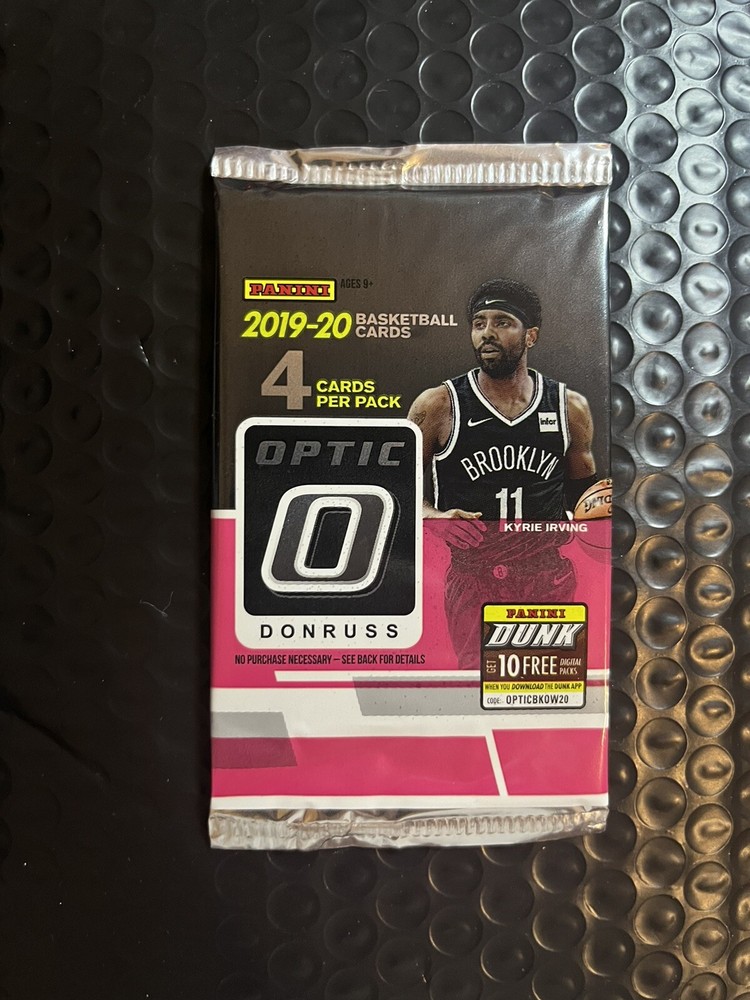 PANINI AGES 9+
2019-20 BASKETBALL CARDS
4 CARDS PER PACK
OPTIC
DONRUSS
infor
BROOKLYN
11
KYRIE IRVING
NO PURCHASE NECESSARY – SEE BACK FOR DETAILS
PANINI
DUNK
GET 10 FREE DIGITAL PACKS
WHEN YOU DOWNLOAD THE DUNK APP
CODE: OPTICBKOW20